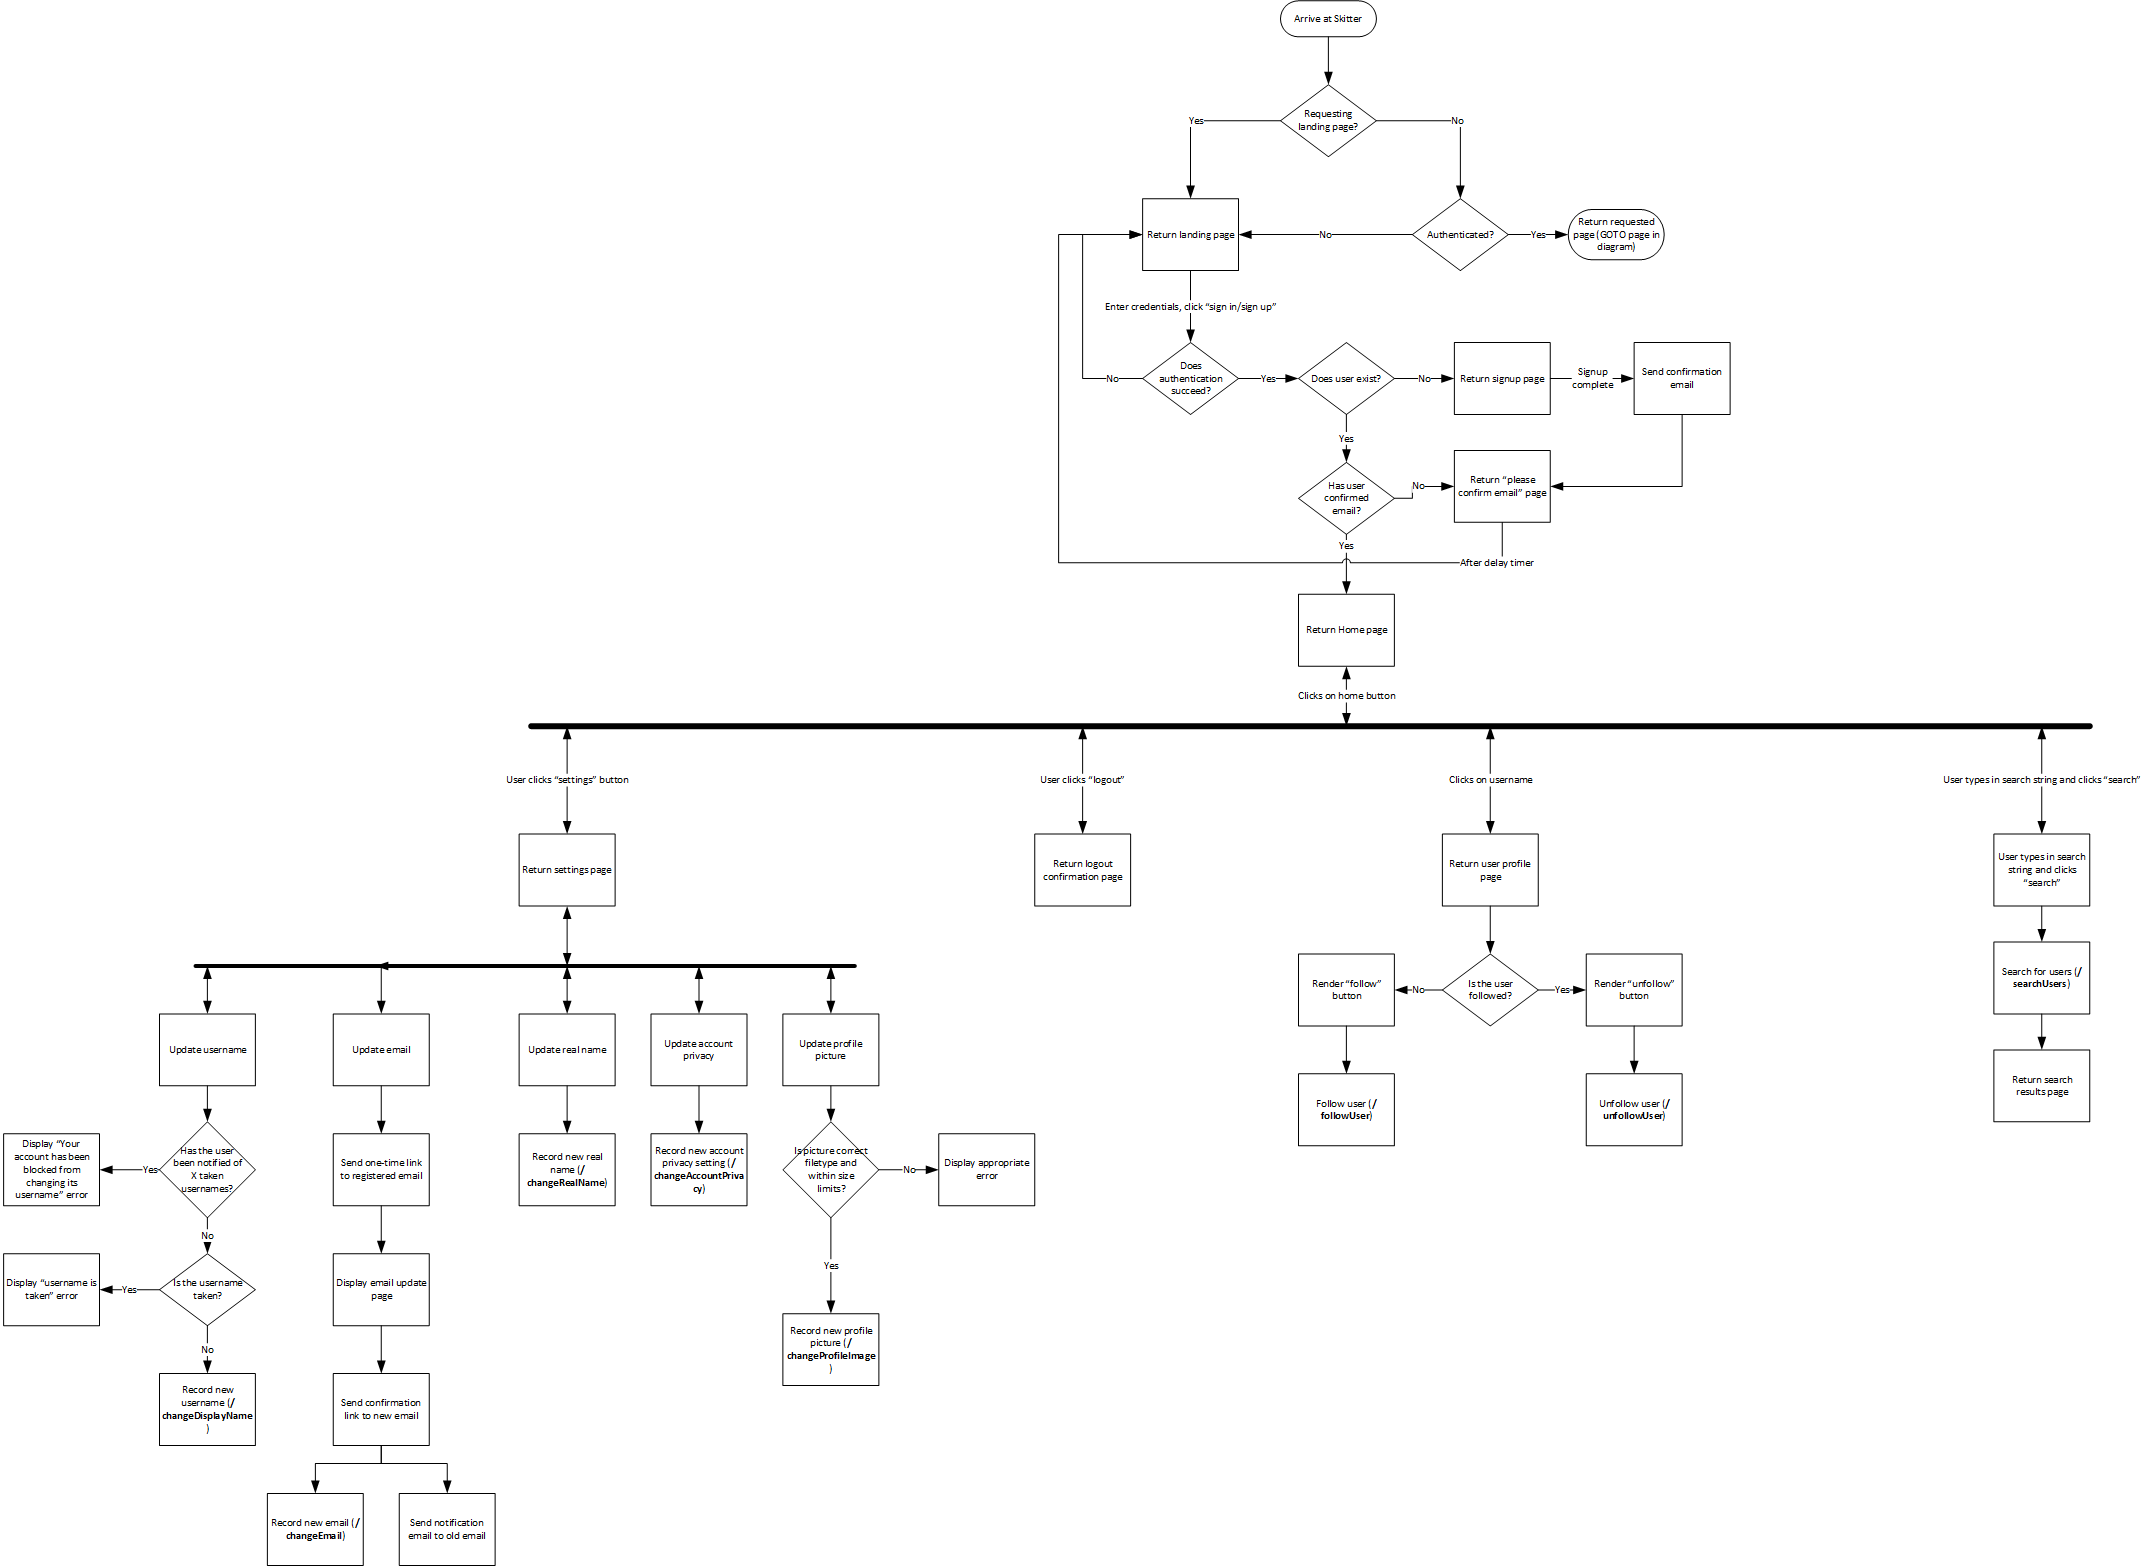 Arrive at Skitter
Requesting
landing page?
Yes
No
Return landing page
No
Authenticated?
Yes
Return requested
page (GOTO page in
diagram)
Enter credentials, click “sign in/sign up”
No
Does
authentication
succeed?
Yes
Does user exist?
No
Return signup page
Signup
complete
Send confirmation
email
Yes
Has user
confirmed
email?
No
Return “please
confirm email” page
Yes
After delay timer
Return Home page
Clicks on home button
User clicks “settings” button
User clicks “logout”
Clicks on username
User types in search string and clicks “search”
Return settings page
Return logout
confirmation page
Return user profile
page
User types in search
string and clicks
“search”
Render “follow”
button
No
Is the user
followed?
Yes
Render “unfollow”
button
Search for users (/
searchUsers)
Update username
Update email
Update real name
Update account
privacy
Update profile
picture
Follow user (/
followUser)
Unfollow user (/
unfollowUser)
Return search
results page
Display “Your
account has been
blocked from
changing its
username” error
Yes
Has the user
been notified of
X taken
usernames?
Send one-time link
to registered email
Record new real
name (/
changeRealName)
Record new account
privacy setting (/
changeAccountPriva
cy)
Is picture correct
filetype and
within size
limits?
No
Display appropriate
error
No
Display “username is
taken” error
Yes
Is the username
taken?
Display email update
page
Yes
No
Record new profile
picture (/
changeProfileImage
)
Record new
username (/
changeDisplayName
)
Send confirmation
link to new email
Record new email (/
changeEmail)
Send notification
email to old email